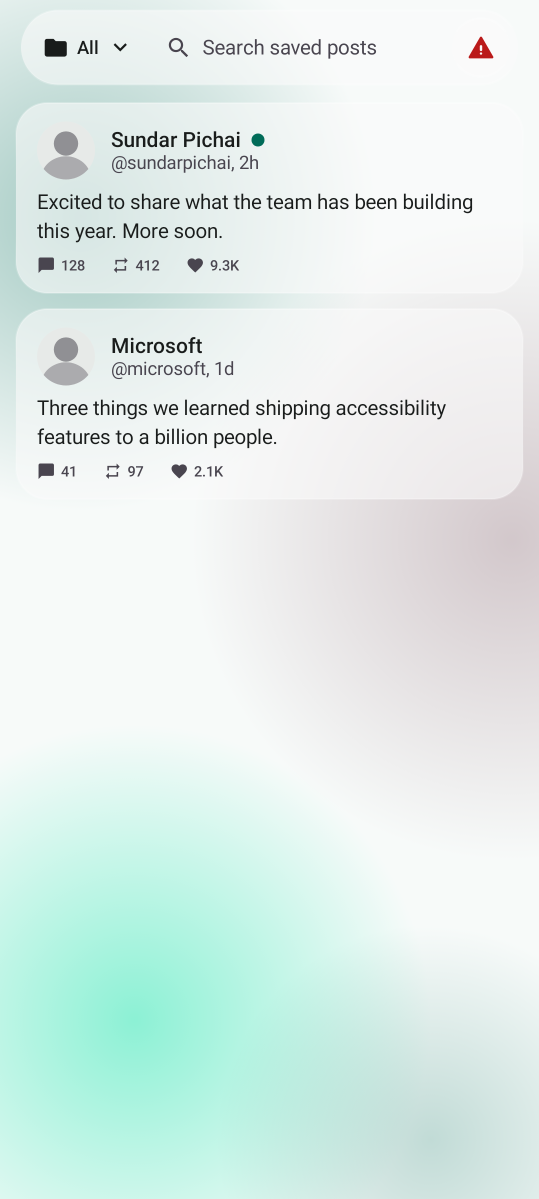 All
Search saved posts
Sundar Pichai
@sundarpichai, 2h
Excited to share what the team has been building
this year. More soon.
128 412 9.3K
Microsoft
@microsoft, 1d
Three things we learned shipping accessibility
features to a billion people.
41 97 2.1K